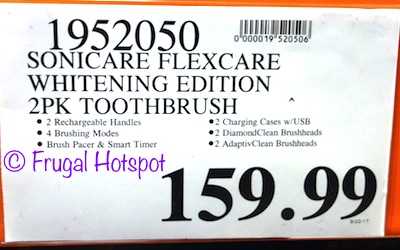 1952050
0000019520506
SONICARE FLEXCARE
WHITENING EDITION
2PK TOOTHBRUSH
• 2 Rechargeable Handles
• 2 Charging Cases w/USB
• 4 Brushing Modes
• 2 DiamondClean Brushheads
• Brush Pacer & Smart Timer
• 2 AdaptivClean Brushheads
© Frugal Hotspot
159.99